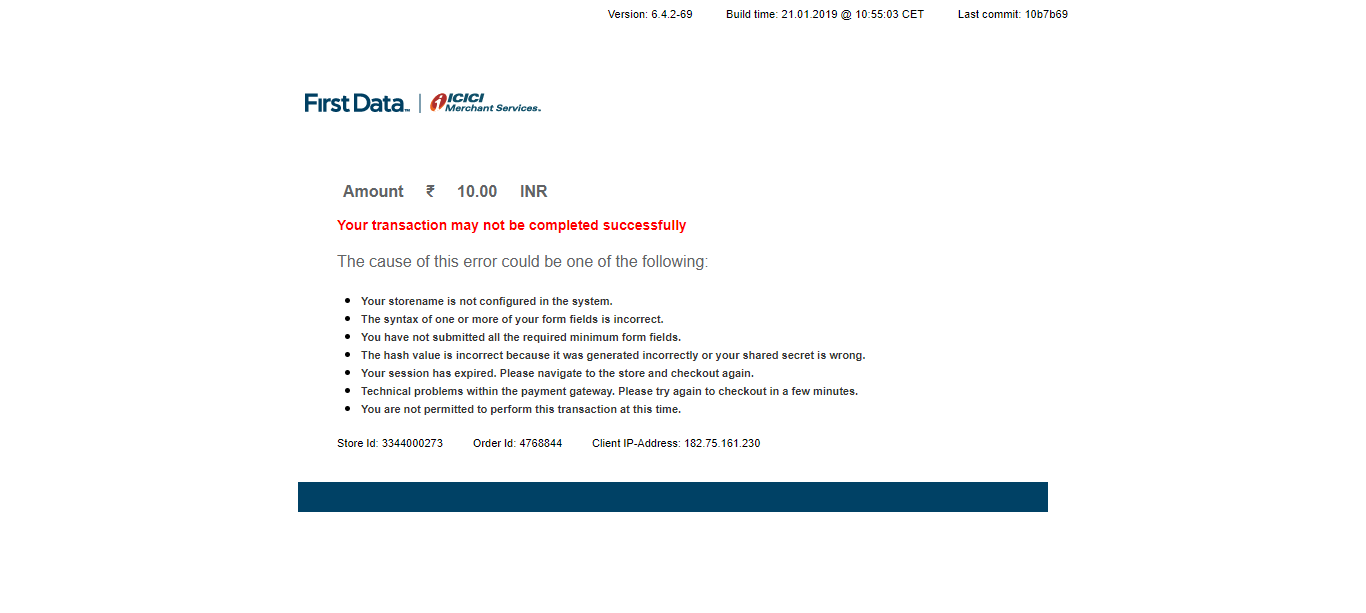 Version: 6.4.2-69 Build time: 21.01.2019 @ 10:55:03 CET Last commit: 10b7b69
First Data™ | ICICI Merchant Services
Amount ₹ 10.00 INR
Your transaction may not be completed successfully
The cause of this error could be one of the following:
Your storename is not configured in the system.
The syntax of one or more of your form fields is incorrect.
You have not submitted all the required minimum form fields.
The hash value is incorrect because it was generated incorrectly or your shared secret is wrong.
Your session has expired. Please navigate to the store and checkout again.
Technical problems within the payment gateway. Please try again to checkout in a few minutes.
You are not permitted to perform this transaction at this time.
Store Id: 3344000273 Order Id: 4768844 Client IP-Address: 182.75.161.230